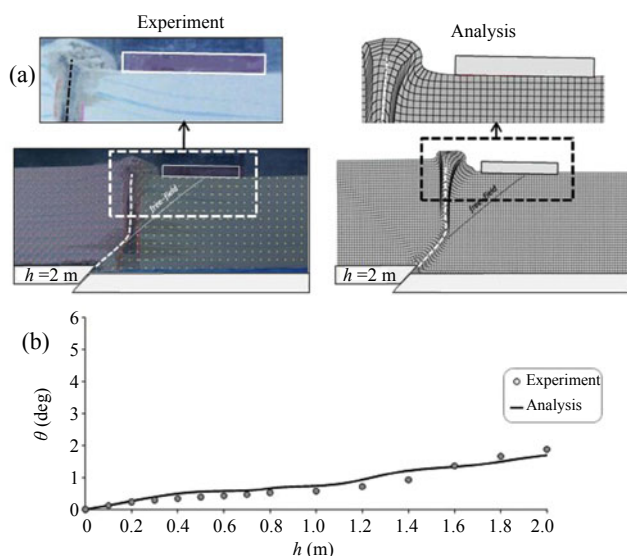 Experiment
Analysis
(a)
free-field
free-field
h =2 m
h =2 m
(b)
6
5
4
3
2
1
0
θ (deg)
Experiment
Analysis
0 0.2 0.4 0.6 0.8 1.0 1.2 1.4 1.6 1.8 2.0
h (m)